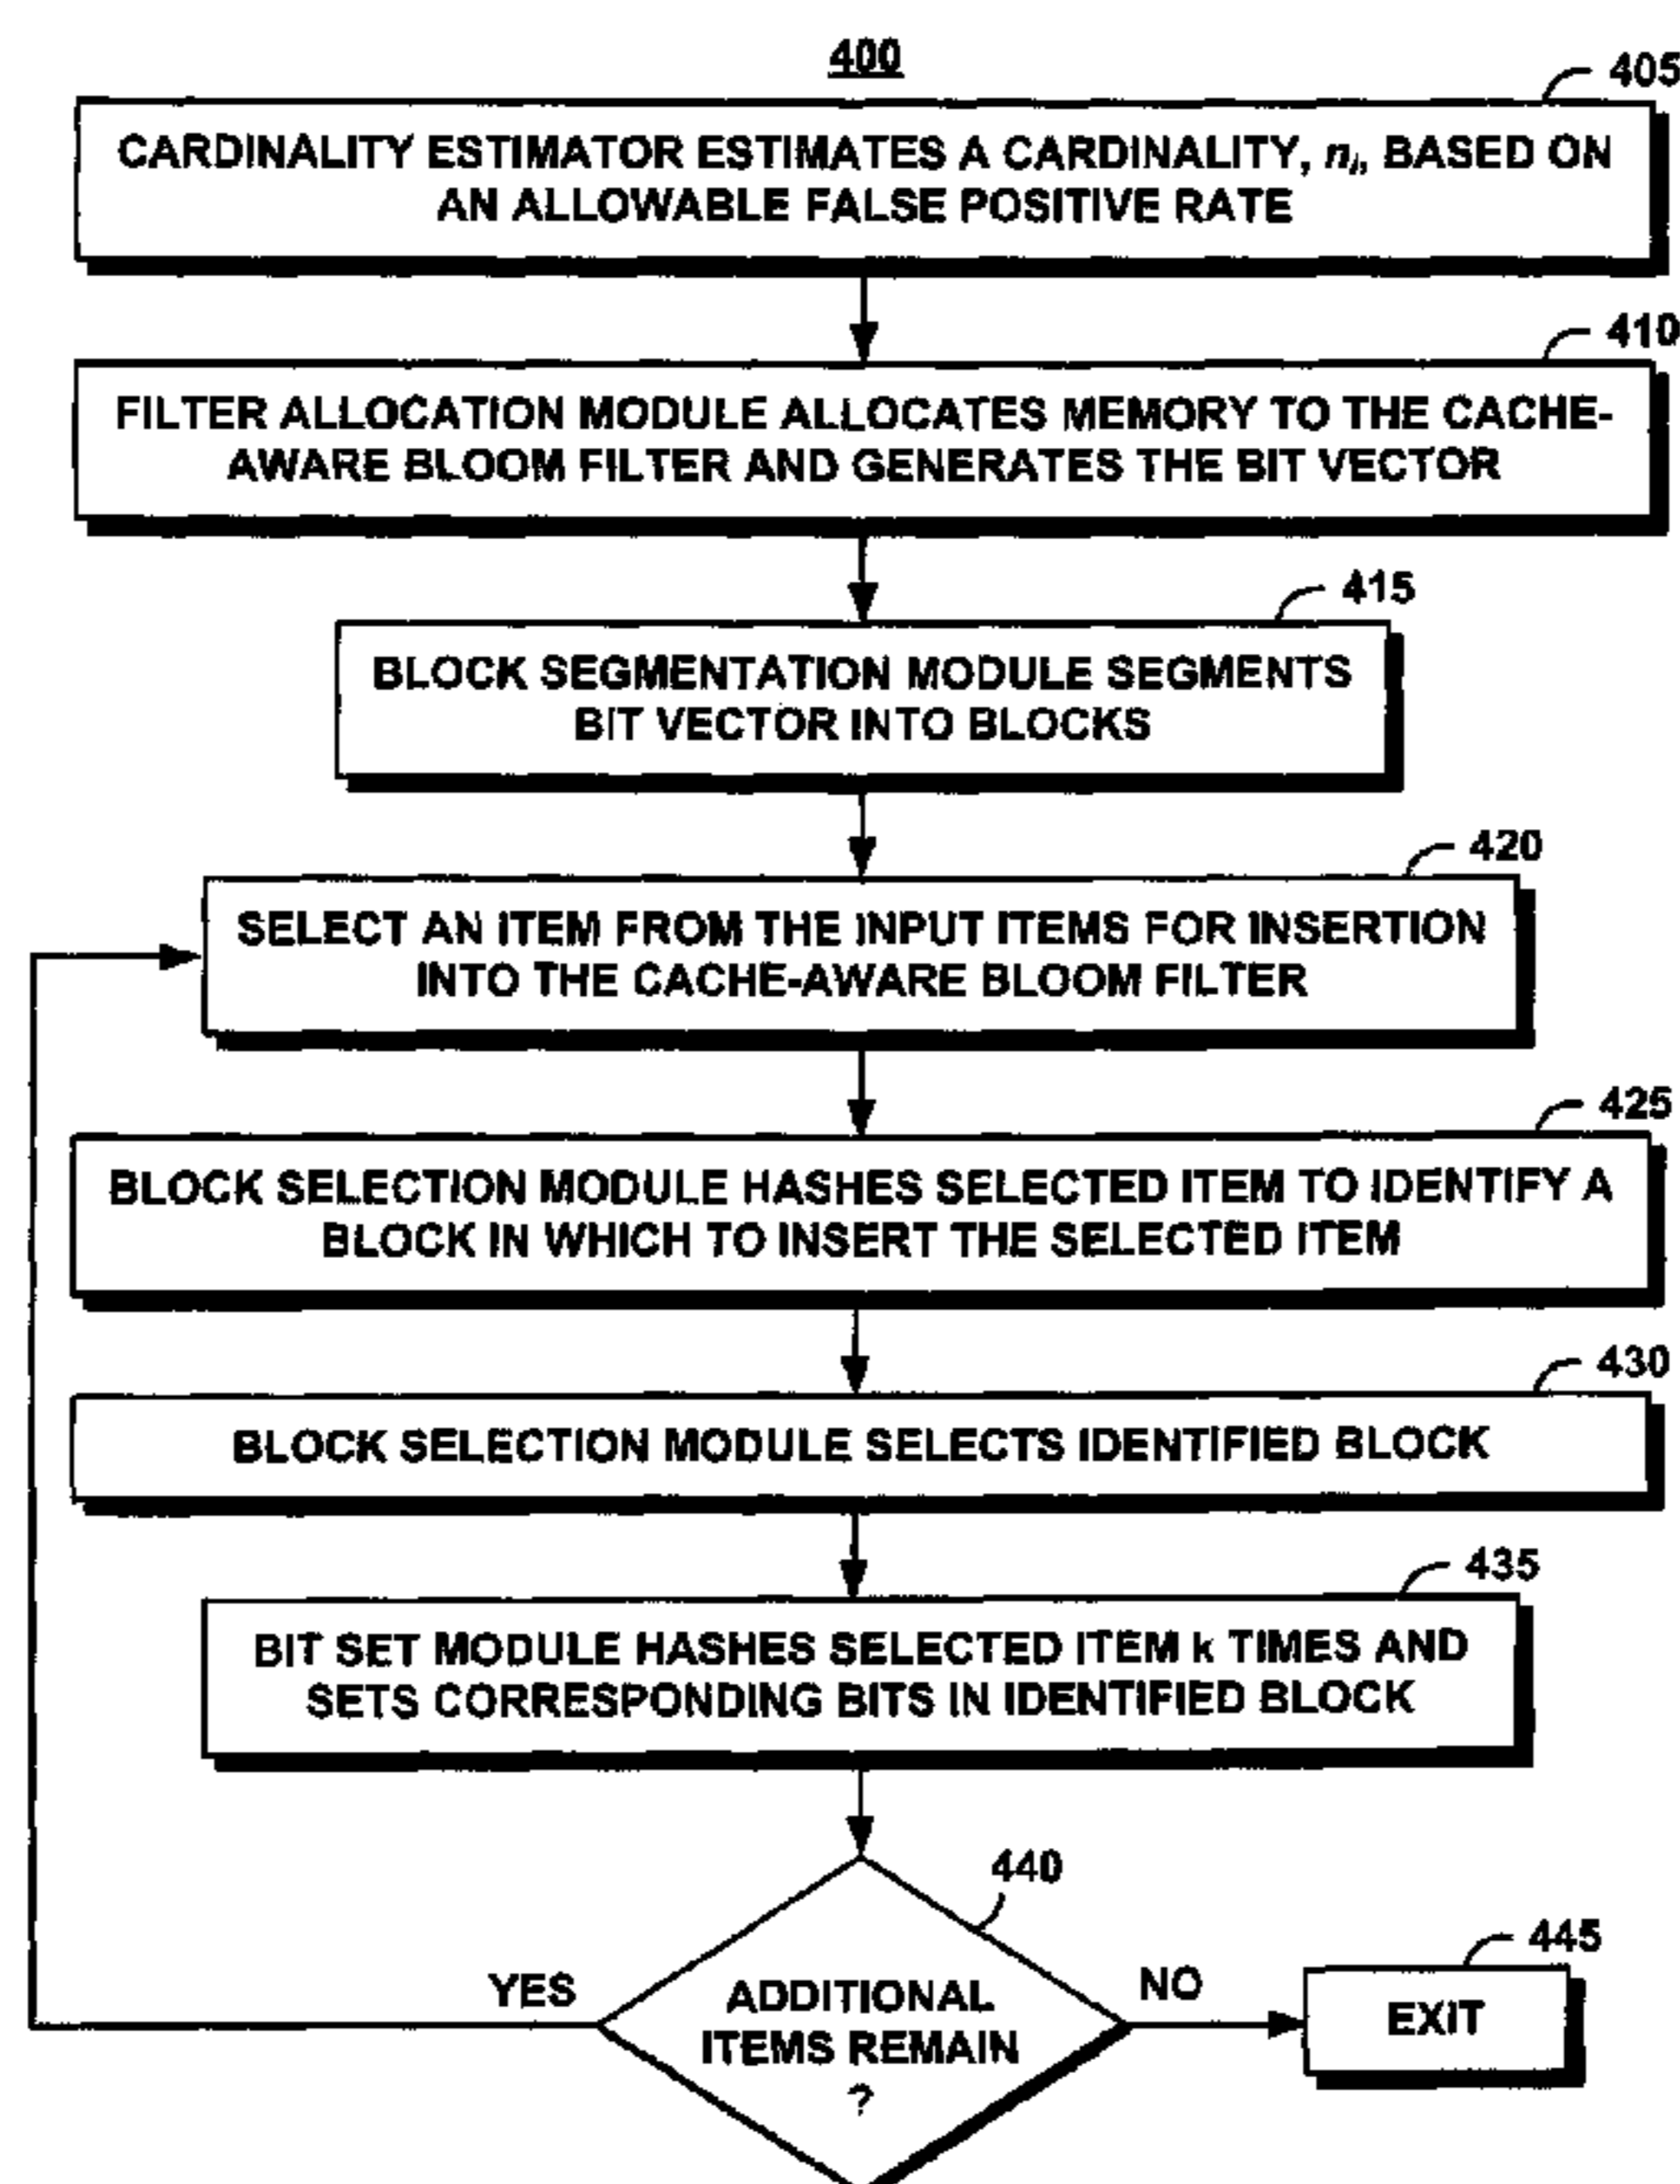 400
405
CARDINALITY ESTIMATOR ESTIMATES A CARDINALITY, ni, BASED ON
AN ALLOWABLE FALSE POSITIVE RATE
410
FILTER ALLOCATION MODULE ALLOCATES MEMORY TO THE CACHE-
AWARE BLOOM FILTER AND GENERATES THE BIT VECTOR
415
BLOCK SEGMENTATION MODULE SEGMENTS
BIT VECTOR INTO BLOCKS
420
SELECT AN ITEM FROM THE INPUT ITEMS FOR INSERTION
INTO THE CACHE-AWARE BLOOM FILTER
425
BLOCK SELECTION MODULE HASHES SELECTED ITEM TO IDENTIFY A
BLOCK IN WHICH TO INSERT THE SELECTED ITEM
430
BLOCK SELECTION MODULE SELECTS IDENTIFIED BLOCK
435
BIT SET MODULE HASHES SELECTED ITEM k TIMES AND
SETS CORRESPONDING BITS IN IDENTIFIED BLOCK
440
ADDITIONAL
ITEMS REMAIN
?
YES
NO
445
EXIT